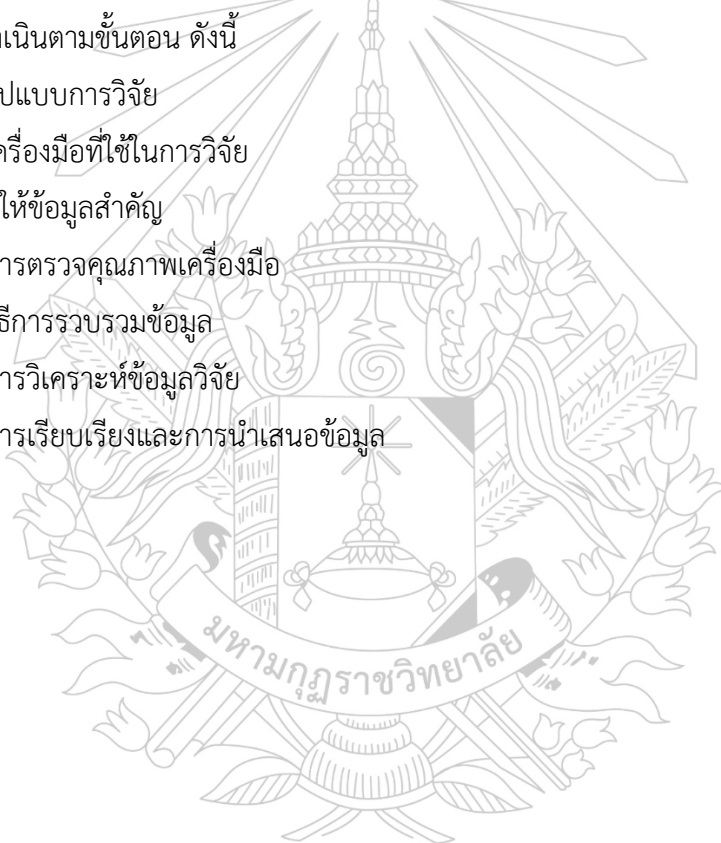 เนินตามขั้นตอน ดังนี้
ปแบบการวิจัย
ครื่องมือที่ใช้ในการวิจัย
ให้ข้อมูลสำคัญ
ารตรวจคุณภาพเครื่องมือ
ธีการรวบรวมข้อมูล
ารวิเคราะห์ข้อมูลวิจัย
ารเรียบเรียงและการนำเสนอข้อมูล
มหามกุฏราชวิทยาลัย